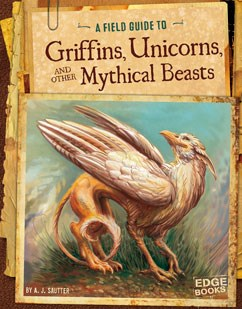 A FIELD GUIDE TO
Griffins, Unicorns,
AND OTHER Mythical Beasts
BY A. J. SAUTTER
EDGE
BOOKS